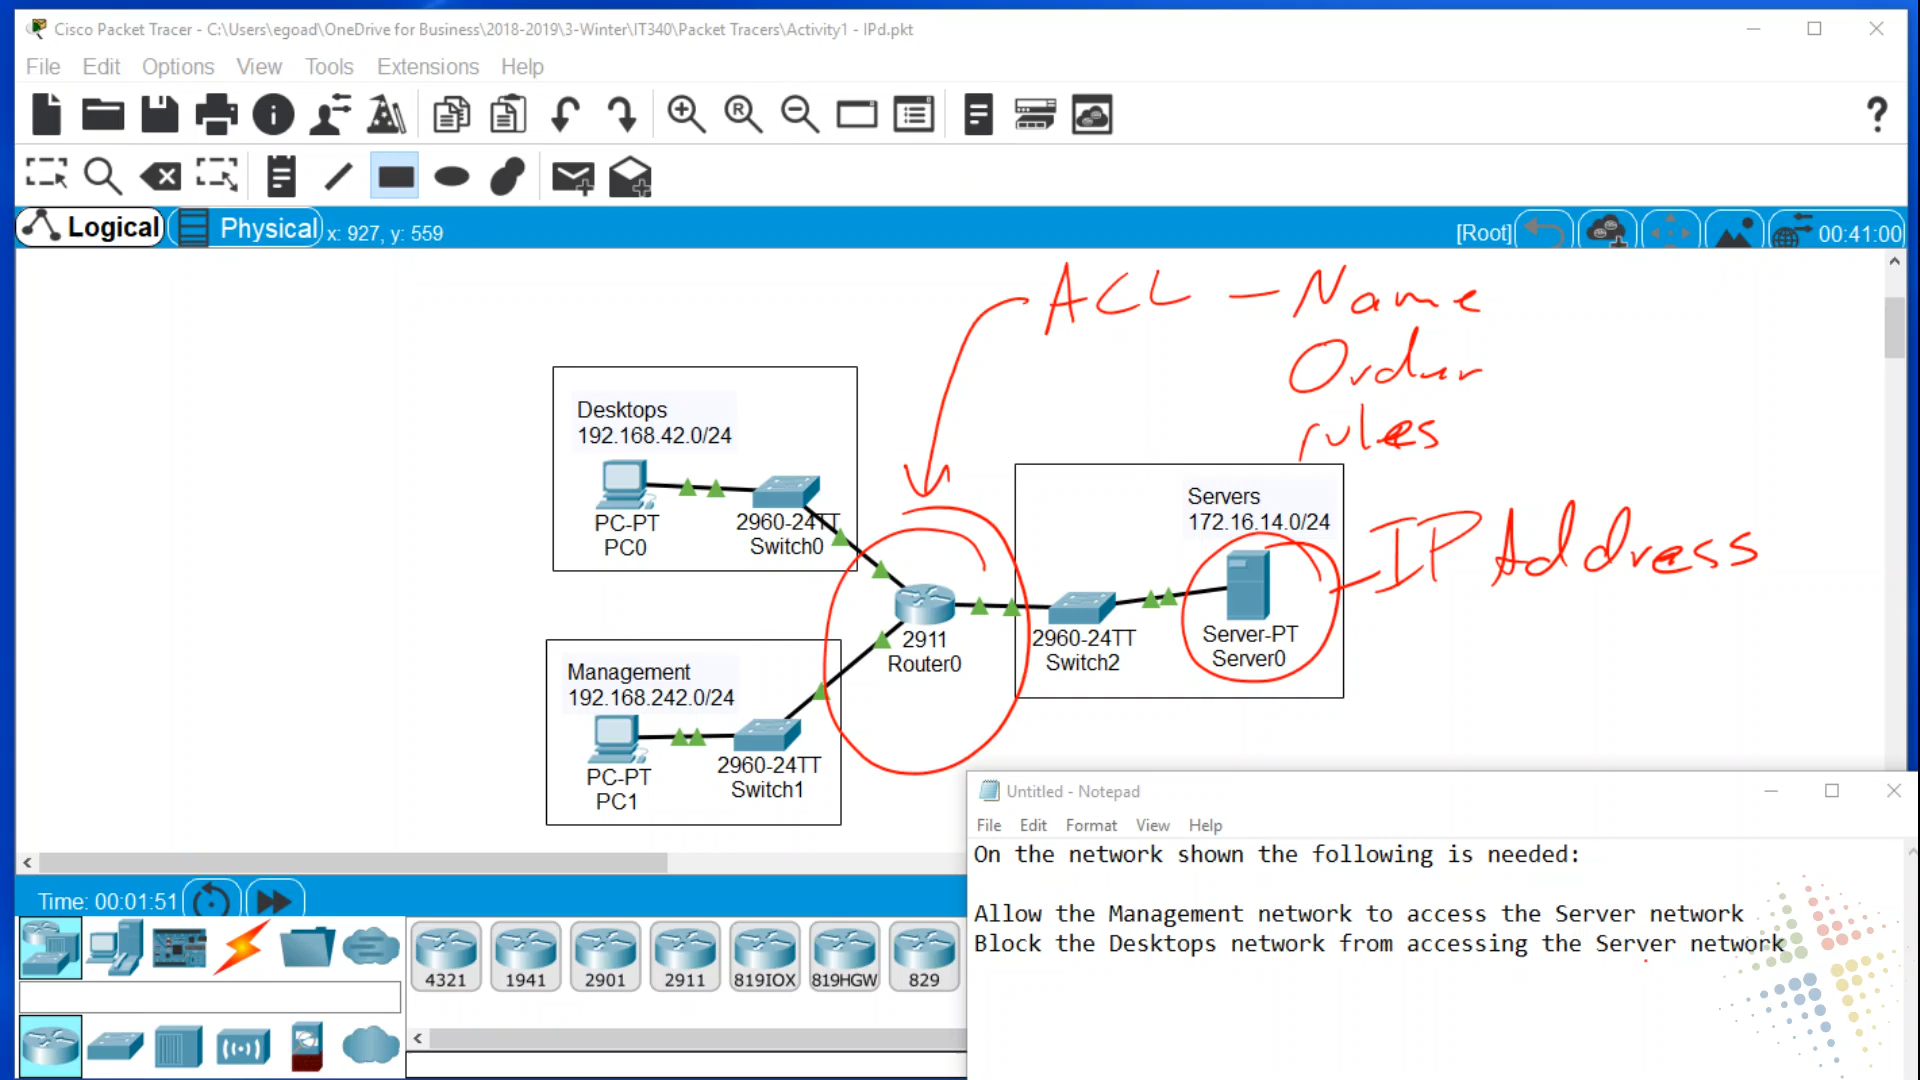 Cisco Packet Tracer - C:\Users\egoad\OneDrive for Business\2018-2019\3-Winter\IT340\Packet Tracers\Activity1 - IPd.pkt
File Edit Options View Tools Extensions Help
Logical Physical x: 927, y: 559 [Root] 00:41:00
ACL - Name
Order
rules
Desktops
192.168.42.0/24
PC-PT
PC0
2960-24TT
Switch0
Servers
172.16.14.0/24
IP Address
2911
Router0
2960-24TT
Switch2
Server-PT
Server0
Management
192.168.242.0/24
PC-PT
PC1
2960-24TT
Switch1
Untitled - Notepad
File Edit Format View Help
On the network shown the following is needed:
Allow the Management network to access the Server network
Block the Desktops network from accessing the Server network
Time: 00:01:51
4321 1941 2901 2911 819IOX 819HGW 829